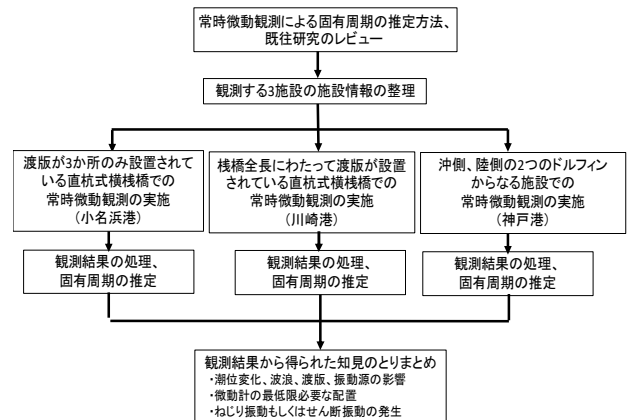 常時微動観測による固有周期の推定方法、
既往研究のレビュー
観測する3施設の施設情報の整理
渡版が3か所のみ設置されて
いる直杭式横桟橋での
常時微動観測の実施
(小名浜港)
桟橋全長にわたって渡版が設置
されている直杭式横桟橋での
常時微動観測の実施
(川崎港)
沖側、陸側の2つのドルフィン
からなる施設での
常時微動観測の実施
(神戸港)
観測結果の処理、
固有周期の推定
観測結果の処理、
固有周期の推定
観測結果の処理、
固有周期の推定
観測結果から得られた知見のとりまとめ
・潮位変化、波浪、渡版、振動源の影響
・微動計の最低限必要な配置
・ねじり振動もしくはせん断振動の発生